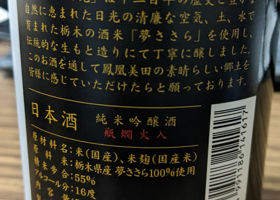 自然に恵まれた日光の清廉な空気、土、水で
育まれ栃木の酒米「夢ささら」を使用し、
伝統的な生もと造りにて丁寧に醸しました。
このお酒を通して鳳凰美田の素晴らしい郷土を
皆様に感じていただけたらと願っております。
日本酒
純米吟醸酒
瓶燗火入
原材料名:米(国産)、米麹(国産米)
原料米:栃木県産 夢ささら100%使用
精米歩合:55%
アルコール分:16度